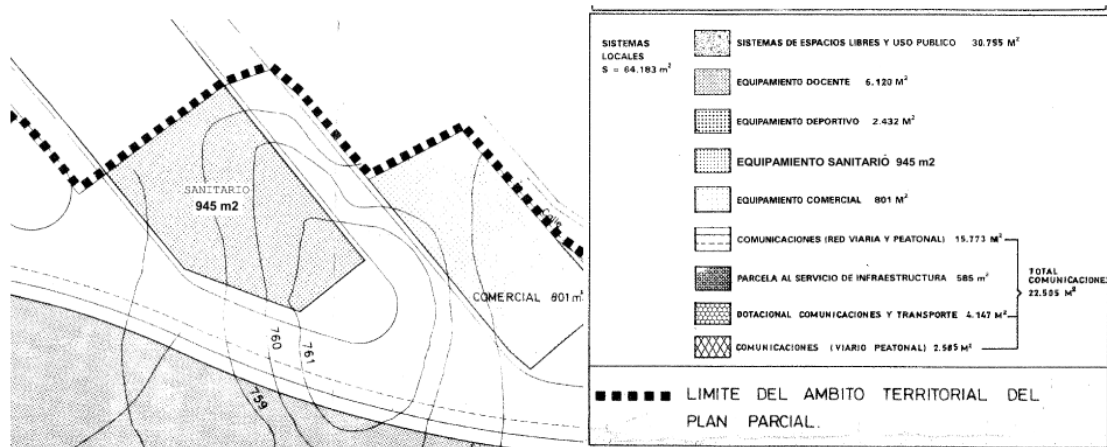 SANITARIO
945 m2
COMERCIAL 801 m²
760
761
759
Calle
SISTEMAS
LOCALES
S = 64.183 m²
SISTEMAS DE ESPACIOS LIBRES Y USO PUBLICO 30.755 M²
EQUIPAMIENTO DOCENTE 6.120 M²
EQUIPAMIENTO DEPORTIVO 2.432 M²
EQUIPAMIENTO SANITARIO 945 m2
EQUIPAMIENTO COMERCIAL 801 M²
COMUNICACIONES (RED VIARIA Y PEATONAL) 15.773 M²
PARCELA AL SERVICIO DE INFRAESTRUCTURA 585 m²
TOTAL
COMUNICACIONES
22.505 M²
DOTACIONAL COMUNICACIONES Y TRANSPORTE 4.147 M²
COMUNICACIONES (VIARIO PEATONAL) 2.585 M²
LIMITE DEL AMBITO TERRITORIAL DEL
PLAN PARCIAL.